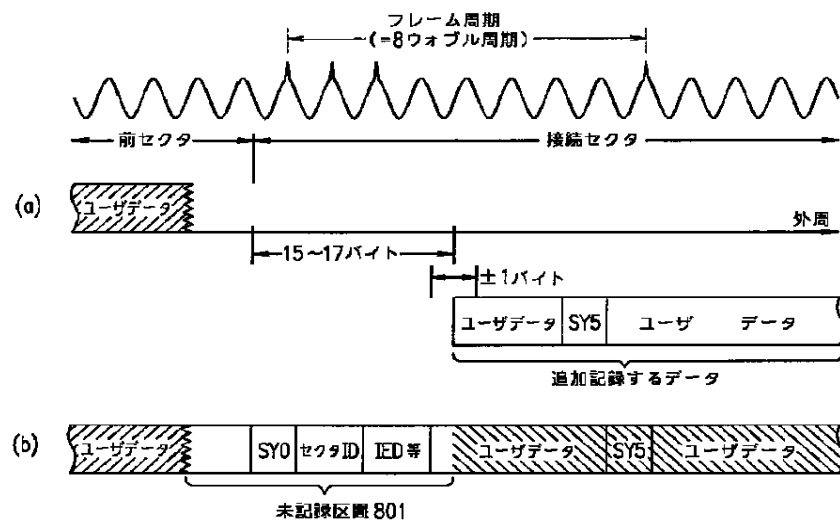 フレーム周期
(=8ウォブル周期)
前セクタ
接続セクタ
(a)
ユーザデータ
外周
15~17バイト
±1バイト
ユーザデータ SY5 ユーザ データ
追加記録するデータ
(b)
ユーザデータ SY0 セクタID IED等 ユーザデータ SY5 ユーザデータ
未記録区間801